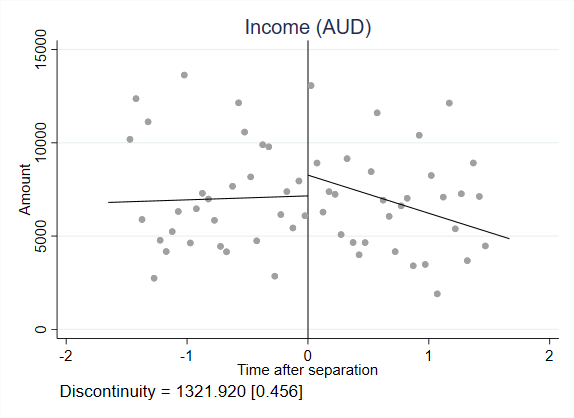 Income (AUD)
15000
10000
5000
0
Amount
-2 -1 0 1 2
Time after separation
Discontinuity = 1321.920 [0.456]